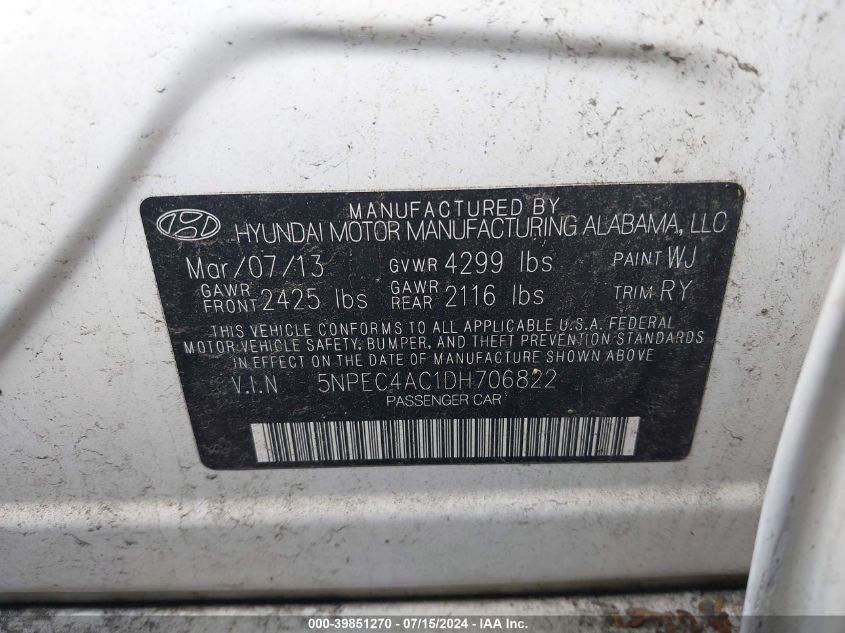 MANUFACTURED BY
HYUNDAI MOTOR MANUFACTURING ALABAMA, LLC
Mar/07/13 GVWR 4299 lbs PAINT WJ
GAWR FRONT 2425 lbs GAWR REAR 2116 lbs TRIM RY
THIS VEHICLE CONFORMS TO ALL APPLICABLE U.S.A. FEDERAL
MOTOR VEHICLE SAFETY, BUMPER, AND THEFT PREVENTION STANDARDS
IN EFFECT ON THE DATE OF MANUFACTURE SHOWN ABOVE
V.I.N 5NPEC4AC1DH706822
PASSENGER CAR
000-39851270 - 07/15/2024 - IAA Inc.